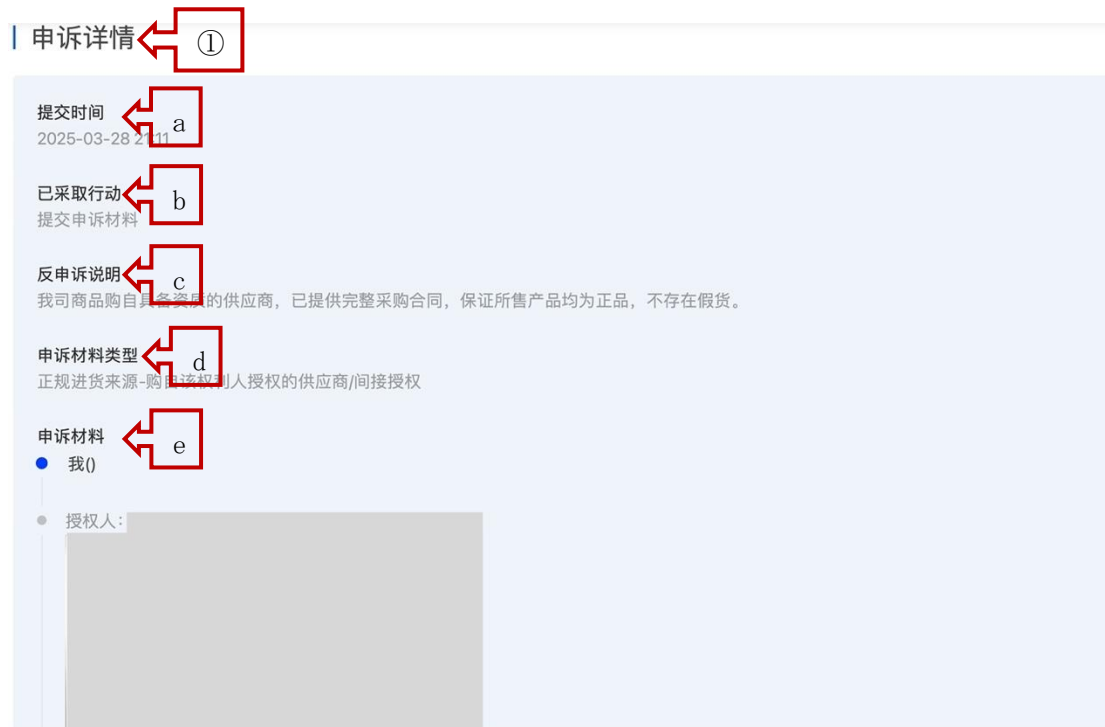 申诉详情 ①
提交时间 a
2025-03-28 21:11
已采取行动 b
提交申诉材料
反申诉说明 c
我司商品购自具备资质的供应商，已提供完整采购合同，保证所售产品均为正品，不存在假货。
申诉材料类型 d
正规进货来源-购自该权利人授权的供应商/间接授权
申诉材料 e
我()
授权人：